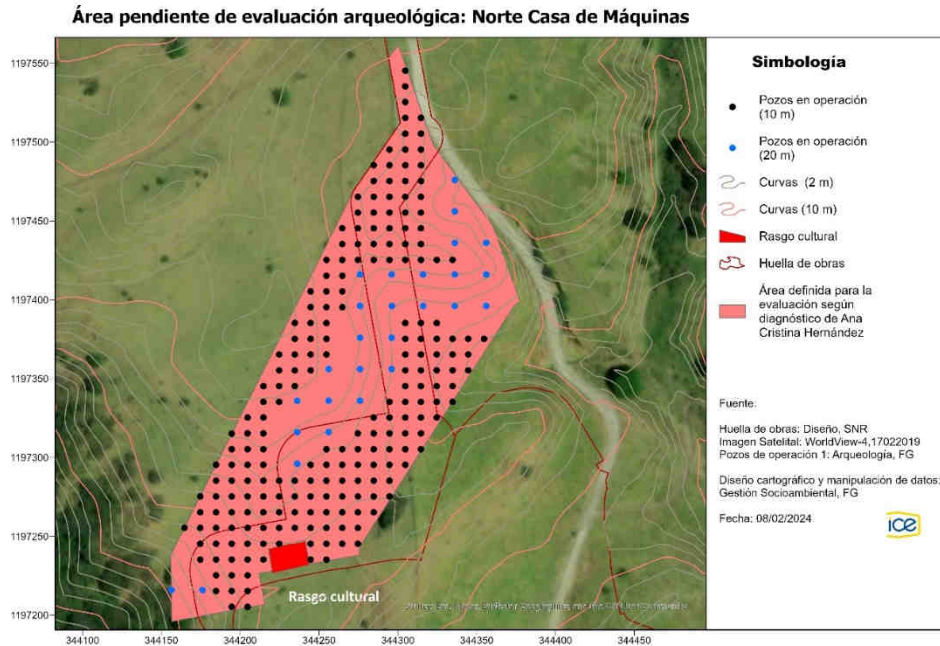 Área pendiente de evaluación arqueológica: Norte Casa de Máquinas
1197550
1197500
1197450
1197400
1197350
1197300
1197250
1197200
344100
344150
344200
344250
344300
344350
344400
344450
Rasgo cultural
Simbología
Pozos en operación
(10 m)
Pozos en operación
(20 m)
Curvas (2 m)
Curvas (10 m)
Rasgo cultural
Huella de obras
Área definida para la
evaluación según
diagnóstico de Ana
Cristina Hernández
Fuente:
Huella de obras: Diseño, SNR
Imagen Satelital: WorldView-4,17022019
Pozos de operación 1: Arqueología, FG
Diseño cartográfico y manipulación de datos:
Gestión Socioambiental, FG
Fecha: 08/02/2024
ice